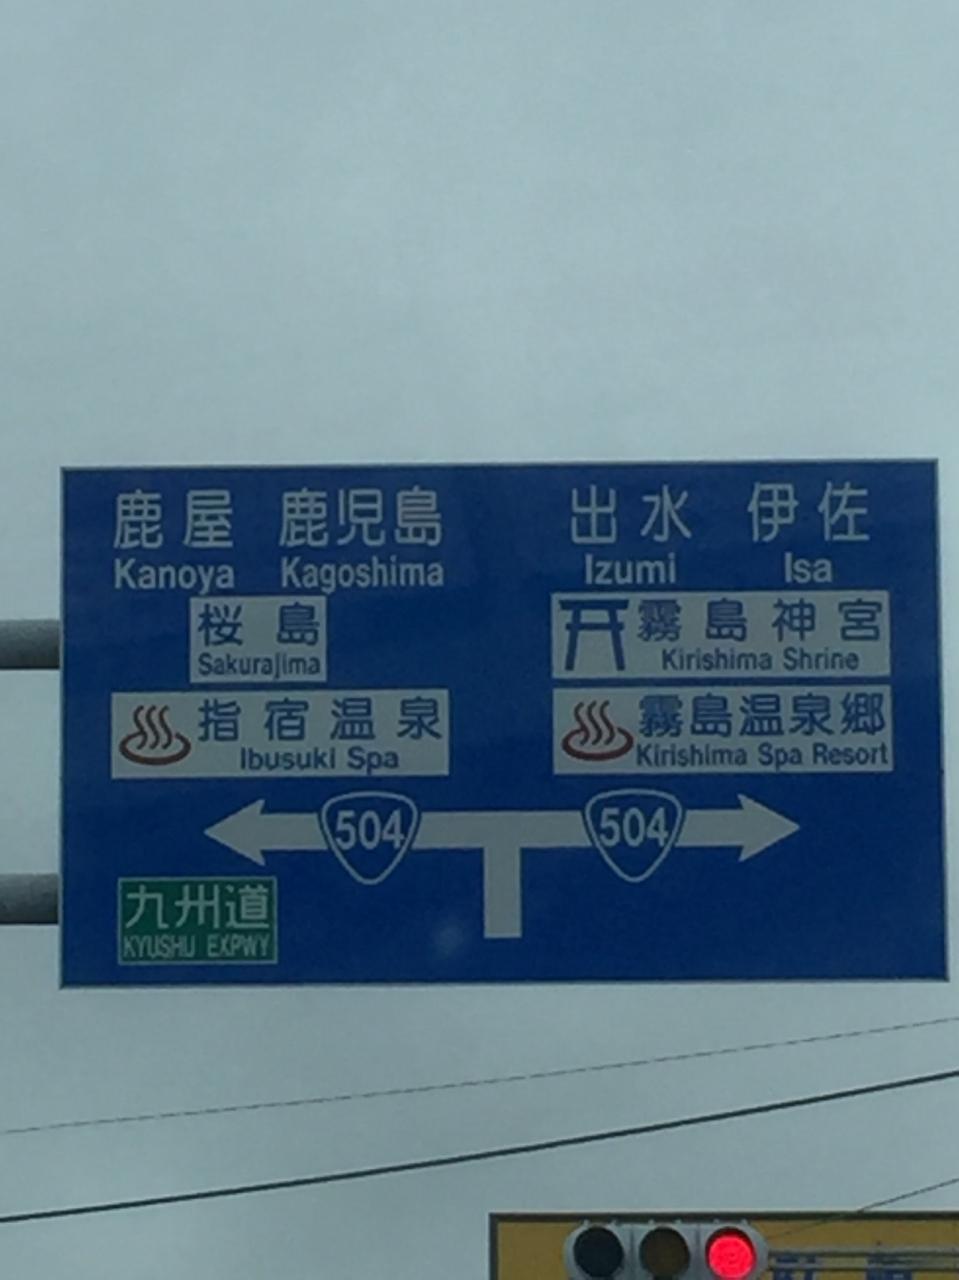 鹿屋 鹿児島
Kanoya Kagoshima
桜島
Sakurajima
指宿温泉
Ibusuki Spa
504
九州道
KYUSHU EXPWY
出水 伊佐
Izumi Isa
霧島神宮
Kirishima Shrine
霧島温泉郷
Kirishima Spa Resort
504